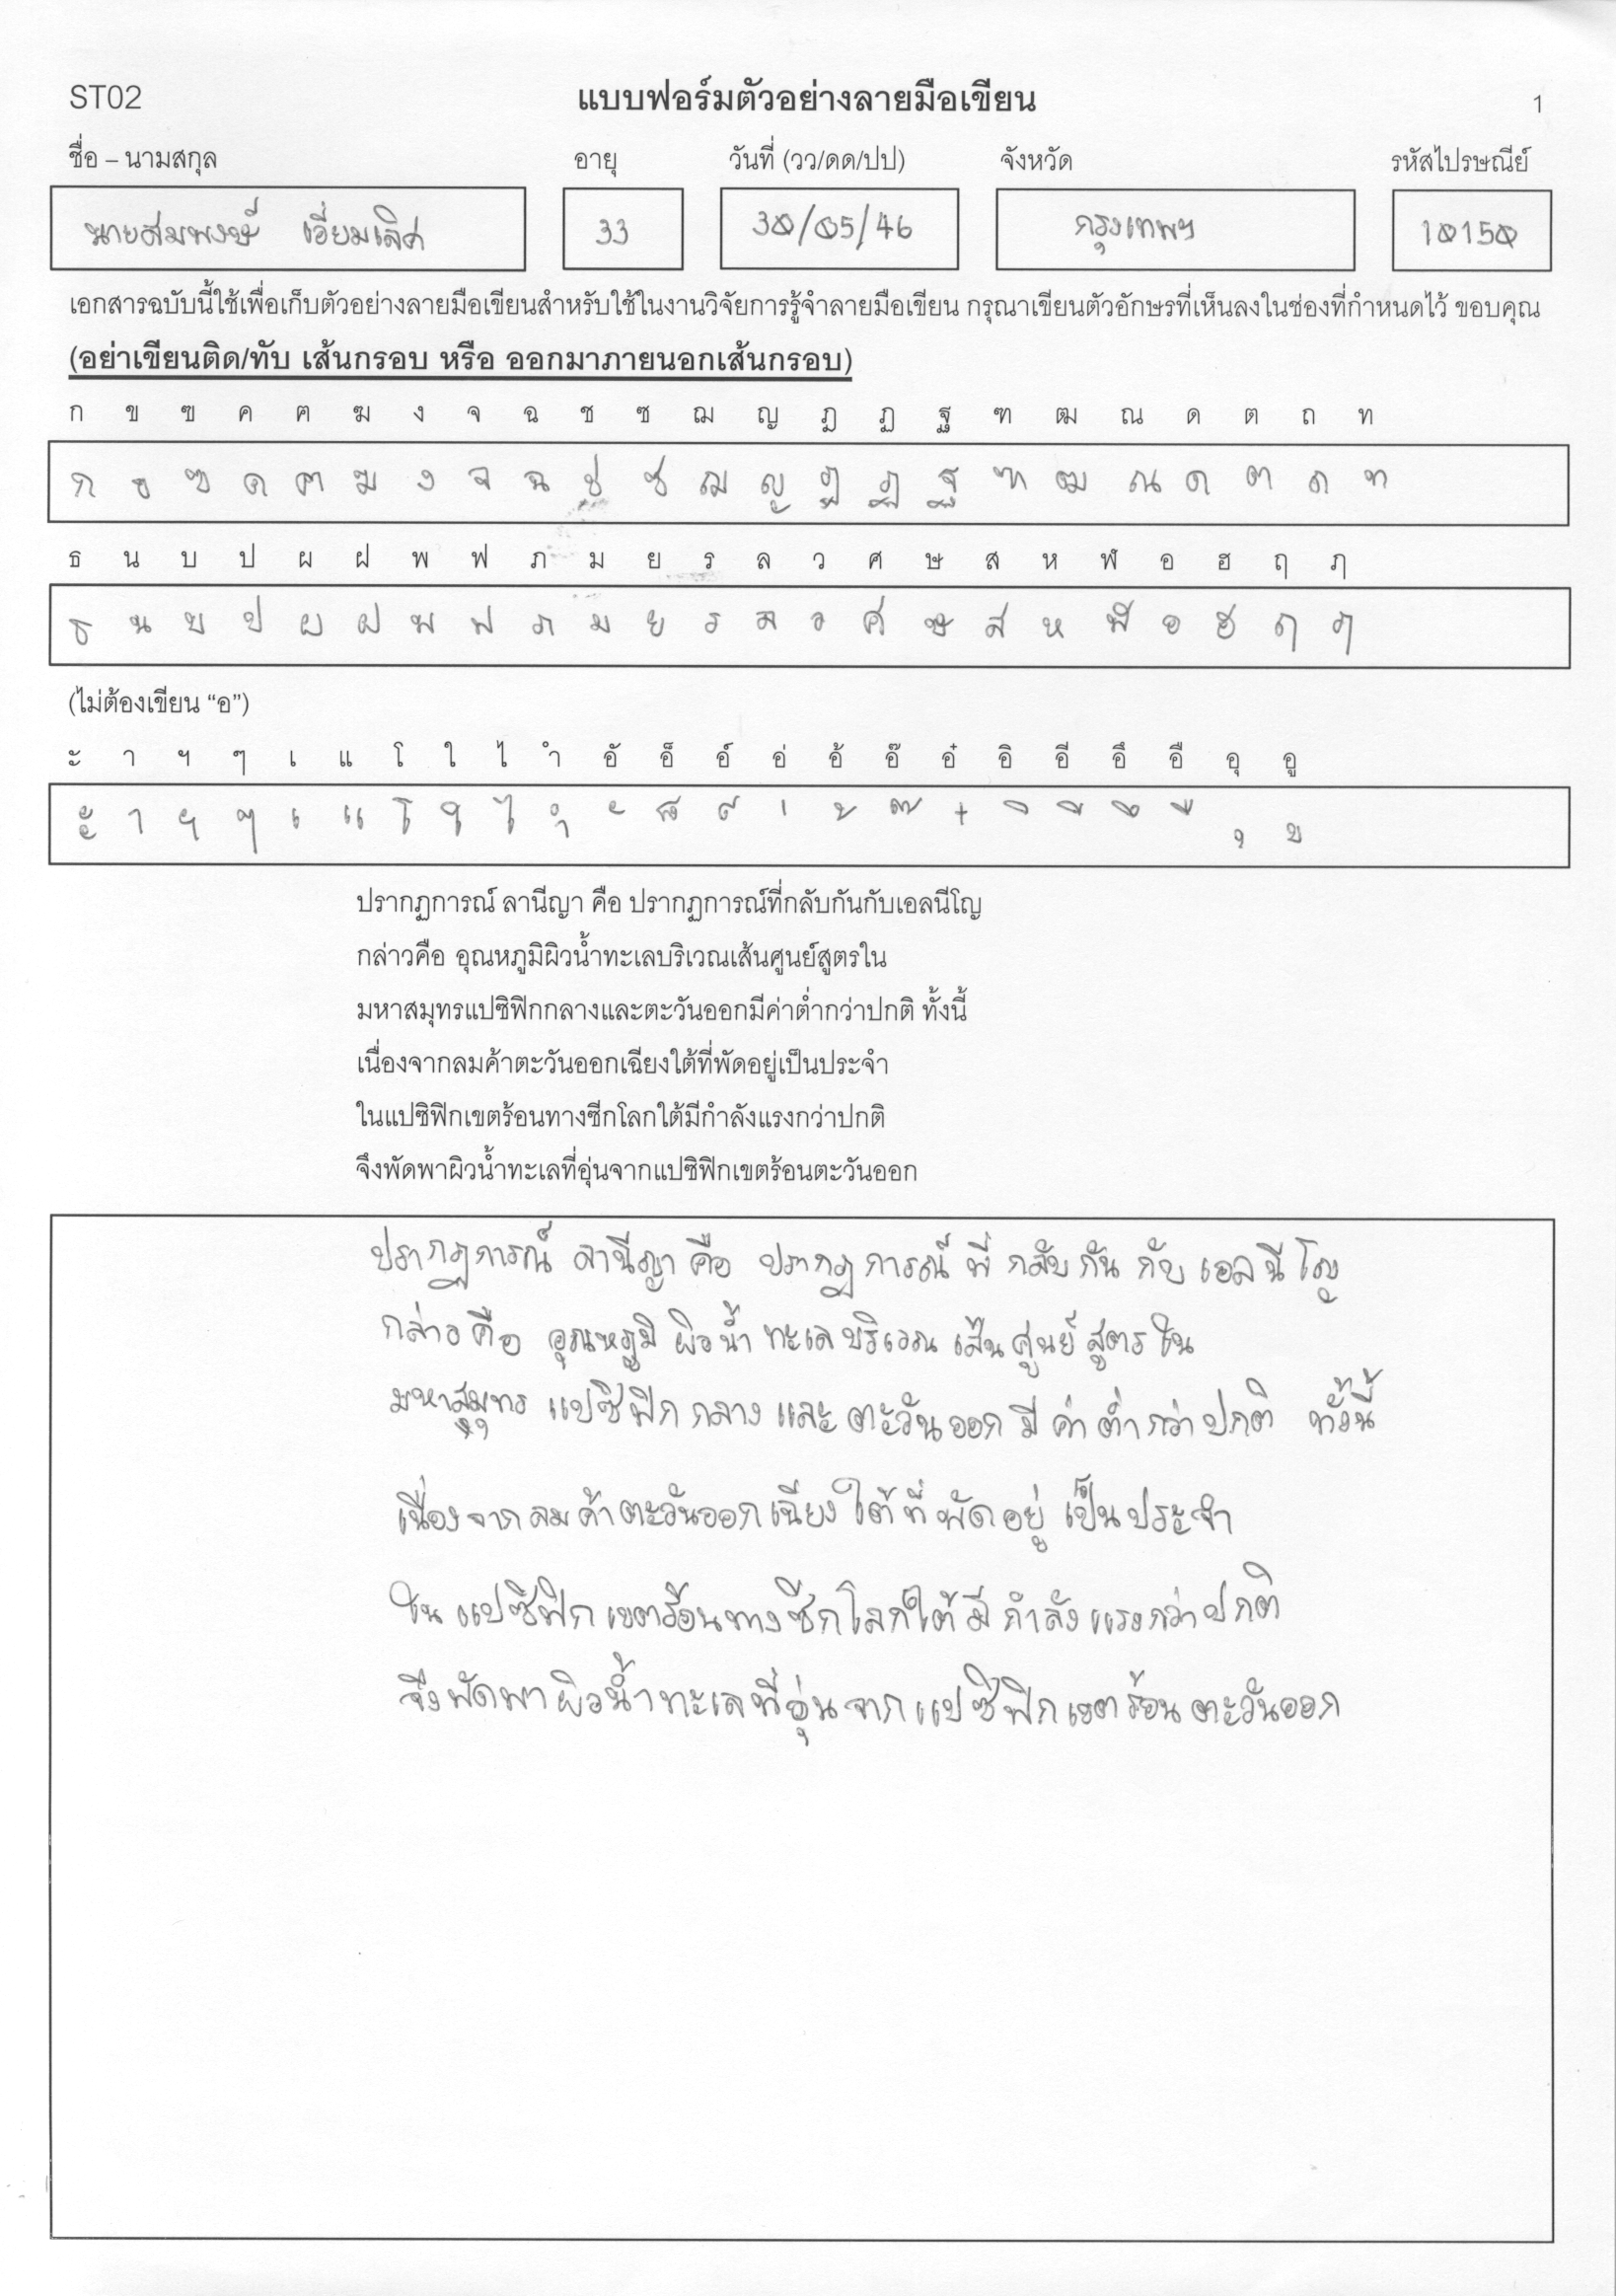 ST02 แบบฟอร์มตัวอย่างลายมือเขียน 1
ชื่อ – นามสกุล อายุ วันที่ (วว/ดด/ปป) จังหวัด รหัสไปรษณีย์
นายสมพงษ์ เอี่ยมเลิศ 33 30/05/46 กรุงเทพฯ 10150
เอกสารฉบับนี้ใช้เพื่อเก็บตัวอย่างลายมือเขียนสำหรับใช้ในงานวิจัยการรู้จำลายมือเขียน กรุณาเขียนตัวอักษรที่เห็นลงในช่องที่กำหนดไว้ ขอบคุณ
(อย่าเขียนติด/ทับ เส้นกรอบ หรือ ออกมาภายนอกเส้นกรอบ)
ก ข ฃ ค ฅ ฆ ง จ ฉ ช ซ ฌ ญ ฎ ฏ ฐ ฑ ฒ ณ ด ต ถ ท
ก ข ฃ ค ฅ ฆ ง จ ฉ ช ซ ฌ ญ ฎ ฏ ฐ ฑ ฒ ณ ด ต ถ ท
ธ น บ ป ผ ฝ พ ฟ ภ ม ย ร ล ว ศ ษ ส ห ฬ อ ฮ ฤ ฦ
ธ น บ ป ผ ฝ พ ฟ ภ ม ย ร ล ว ศ ษ ส ห ฬ อ ฮ ฤ ฦ
(ไม่ต้องเขียน “อ”)
ะ า ฯ ๆ เ แ โ ใ ไ ำ อั อ็ อ์ อ่ อ้ อ๊ อ๋ อิ อี อึ อื อุ อู
ะ า ฯ ๆ เ แ โ ใ ไ ำ ั ็ ์ ่ ้ ๊ ๋ ิ ี ึ ื ุ ู
ปรากฏการณ์ ลานีญา คือ ปรากฏการณ์ที่กลับกันกับเอลนีโญ
กล่าวคือ อุณหภูมิผิวน้ำทะเลบริเวณเส้นศูนย์สูตรใน
มหาสมุทรแปซิฟิกกลางและตะวันออกมีค่าต่ำกว่าปกติ ทั้งนี้
เนื่องจากลมค้าตะวันออกเฉียงใต้ที่พัดอยู่เป็นประจำ
ในแปซิฟิกเขตร้อนทางซีกโลกใต้มีกำลังแรงกว่าปกติ
จึงพัดพาผิวน้ำทะเลที่อุ่นจากแปซิฟิกเขตร้อนตะวันออก
ปรากฏการณ์ ลานีญา คือ ปรากฏการณ์ ที่ กลับ กัน กับ เอลนีโญ
กล่าวคือ อุณหภูมิ ผิวน้ำ ทะเล บริเวณ เส้น ศูนย์ สูตร ใน
มหาสมุทร แปซิฟิก กลาง และ ตะวัน ออก มี ค่า ต่ำ กว่า ปกติ ทั้งนี้
เนื่องจาก ลม ค้า ตะวันออก เฉียง ใต้ ที่ พัด อยู่ เป็น ประจำ
ใน แปซิฟิก เขตร้อน ทาง ซีก โลก ใต้ มี กำลัง แรง กว่า ปกติ
จึงพัดพา ผิวน้ำ ทะเล ที่อุ่น จาก แปซิฟิก เขต ร้อน ตะวันออก